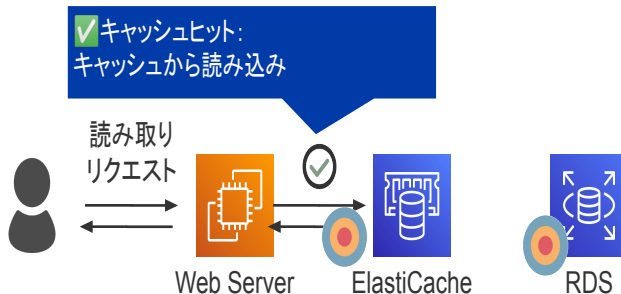 ✅キャッシュヒット:
キャッシュから読み込み
読み取り
リクエスト
Web Server
ElastiCache
RDS